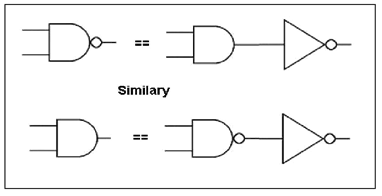 ==
Similary
==